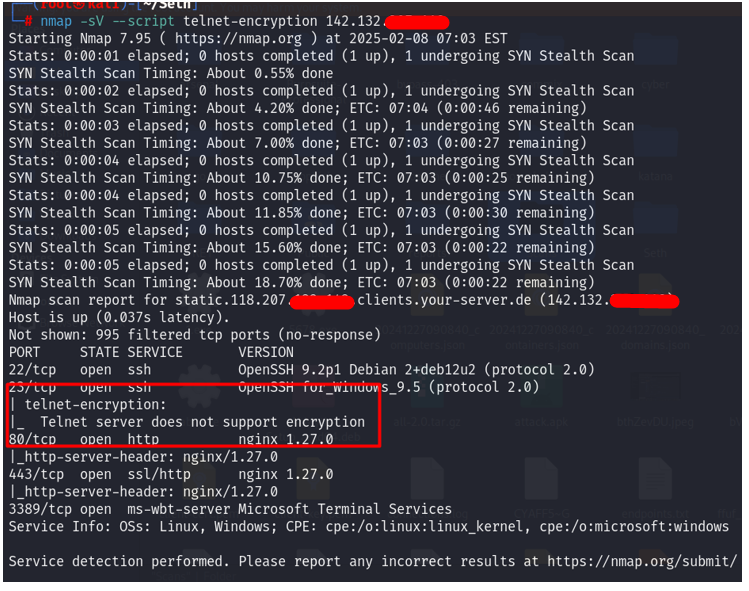 (root㉿kali)-[~/Seth]
# nmap -sV --script telnet-encryption 142.132.
Starting Nmap 7.95 ( https://nmap.org ) at 2025-02-08 07:03 EST
Stats: 0:00:01 elapsed; 0 hosts completed (1 up), 1 undergoing SYN Stealth Scan
SYN Stealth Scan Timing: About 0.55% done
Stats: 0:00:02 elapsed; 0 hosts completed (1 up), 1 undergoing SYN Stealth Scan
SYN Stealth Scan Timing: About 4.20% done; ETC: 07:04 (0:00:46 remaining)
Stats: 0:00:03 elapsed; 0 hosts completed (1 up), 1 undergoing SYN Stealth Scan
SYN Stealth Scan Timing: About 7.00% done; ETC: 07:03 (0:00:27 remaining)
Stats: 0:00:04 elapsed; 0 hosts completed (1 up), 1 undergoing SYN Stealth Scan
SYN Stealth Scan Timing: About 10.75% done; ETC: 07:03 (0:00:25 remaining)
Stats: 0:00:04 elapsed; 0 hosts completed (1 up), 1 undergoing SYN Stealth Scan
SYN Stealth Scan Timing: About 11.85% done; ETC: 07:03 (0:00:30 remaining)
Stats: 0:00:05 elapsed; 0 hosts completed (1 up), 1 undergoing SYN Stealth Scan
SYN Stealth Scan Timing: About 15.60% done; ETC: 07:03 (0:00:22 remaining)
Stats: 0:00:05 elapsed; 0 hosts completed (1 up), 1 undergoing SYN Stealth Scan
SYN Stealth Scan Timing: About 18.70% done; ETC: 07:03 (0:00:22 remaining)
Nmap scan report for static.118.207. clients.your-server.de (142.132.
Host is up (0.037s latency).
Not shown: 995 filtered tcp ports (no-response)
PORT STATE SERVICE VERSION
22/tcp open ssh OpenSSH 9.2p1 Debian 2+deb12u2 (protocol 2.0)
23/tcp open ssh OpenSSH for_Windows_9.5 (protocol 2.0)
| telnet-encryption:
|_ Telnet server does not support encryption
80/tcp open http nginx 1.27.0
|_http-server-header: nginx/1.27.0
443/tcp open ssl/http nginx 1.27.0
|_http-server-header: nginx/1.27.0
3389/tcp open ms-wbt-server Microsoft Terminal Services
Service Info: OSs: Linux, Windows; CPE: cpe:/o:linux:linux_kernel, cpe:/o:microsoft:windows
Service detection performed. Please report any incorrect results at https://nmap.org/submit/